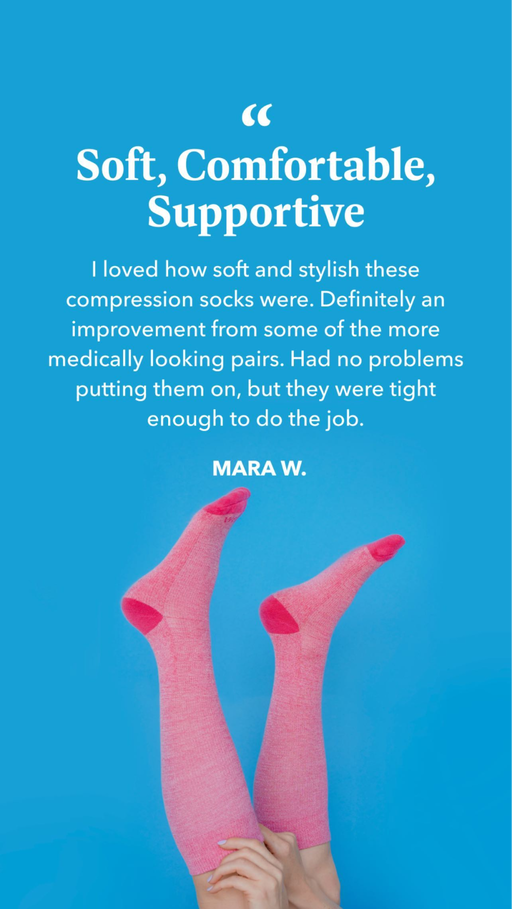 “
Soft, Comfortable,
Supportive
I loved how soft and stylish these
compression socks were. Definitely an
improvement from some of the more
medically looking pairs. Had no problems
putting them on, but they were tight
enough to do the job.
MARA W.